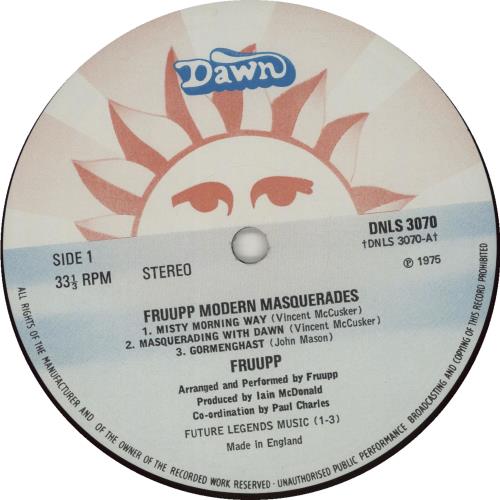 Dawn
SIDE 1
33⅓ RPM
STEREO
DNLS 3070
†DNLS 3070-A†
Ⓟ 1975
FRUUPP MODERN MASQUERADES
1. MISTY MORNING WAY (Vincent McCusker)
2. MASQUERADING WITH DAWN (Vincent McCusker)
3. GORMENGHAST (John Mason)
FRUUPP
Arranged and Performed by Fruupp
Produced by Iain McDonald
Co-ordination by Paul Charles
FUTURE LEGENDS MUSIC (1-3)
Made in England
ALL RIGHTS OF THE MANUFACTURER AND OF THE OWNER OF THE RECORDED WORK RESERVED · UNAUTHORISED PUBLIC PERFORMANCE BROADCASTING AND COPYING OF THIS RECORD PROHIBITED